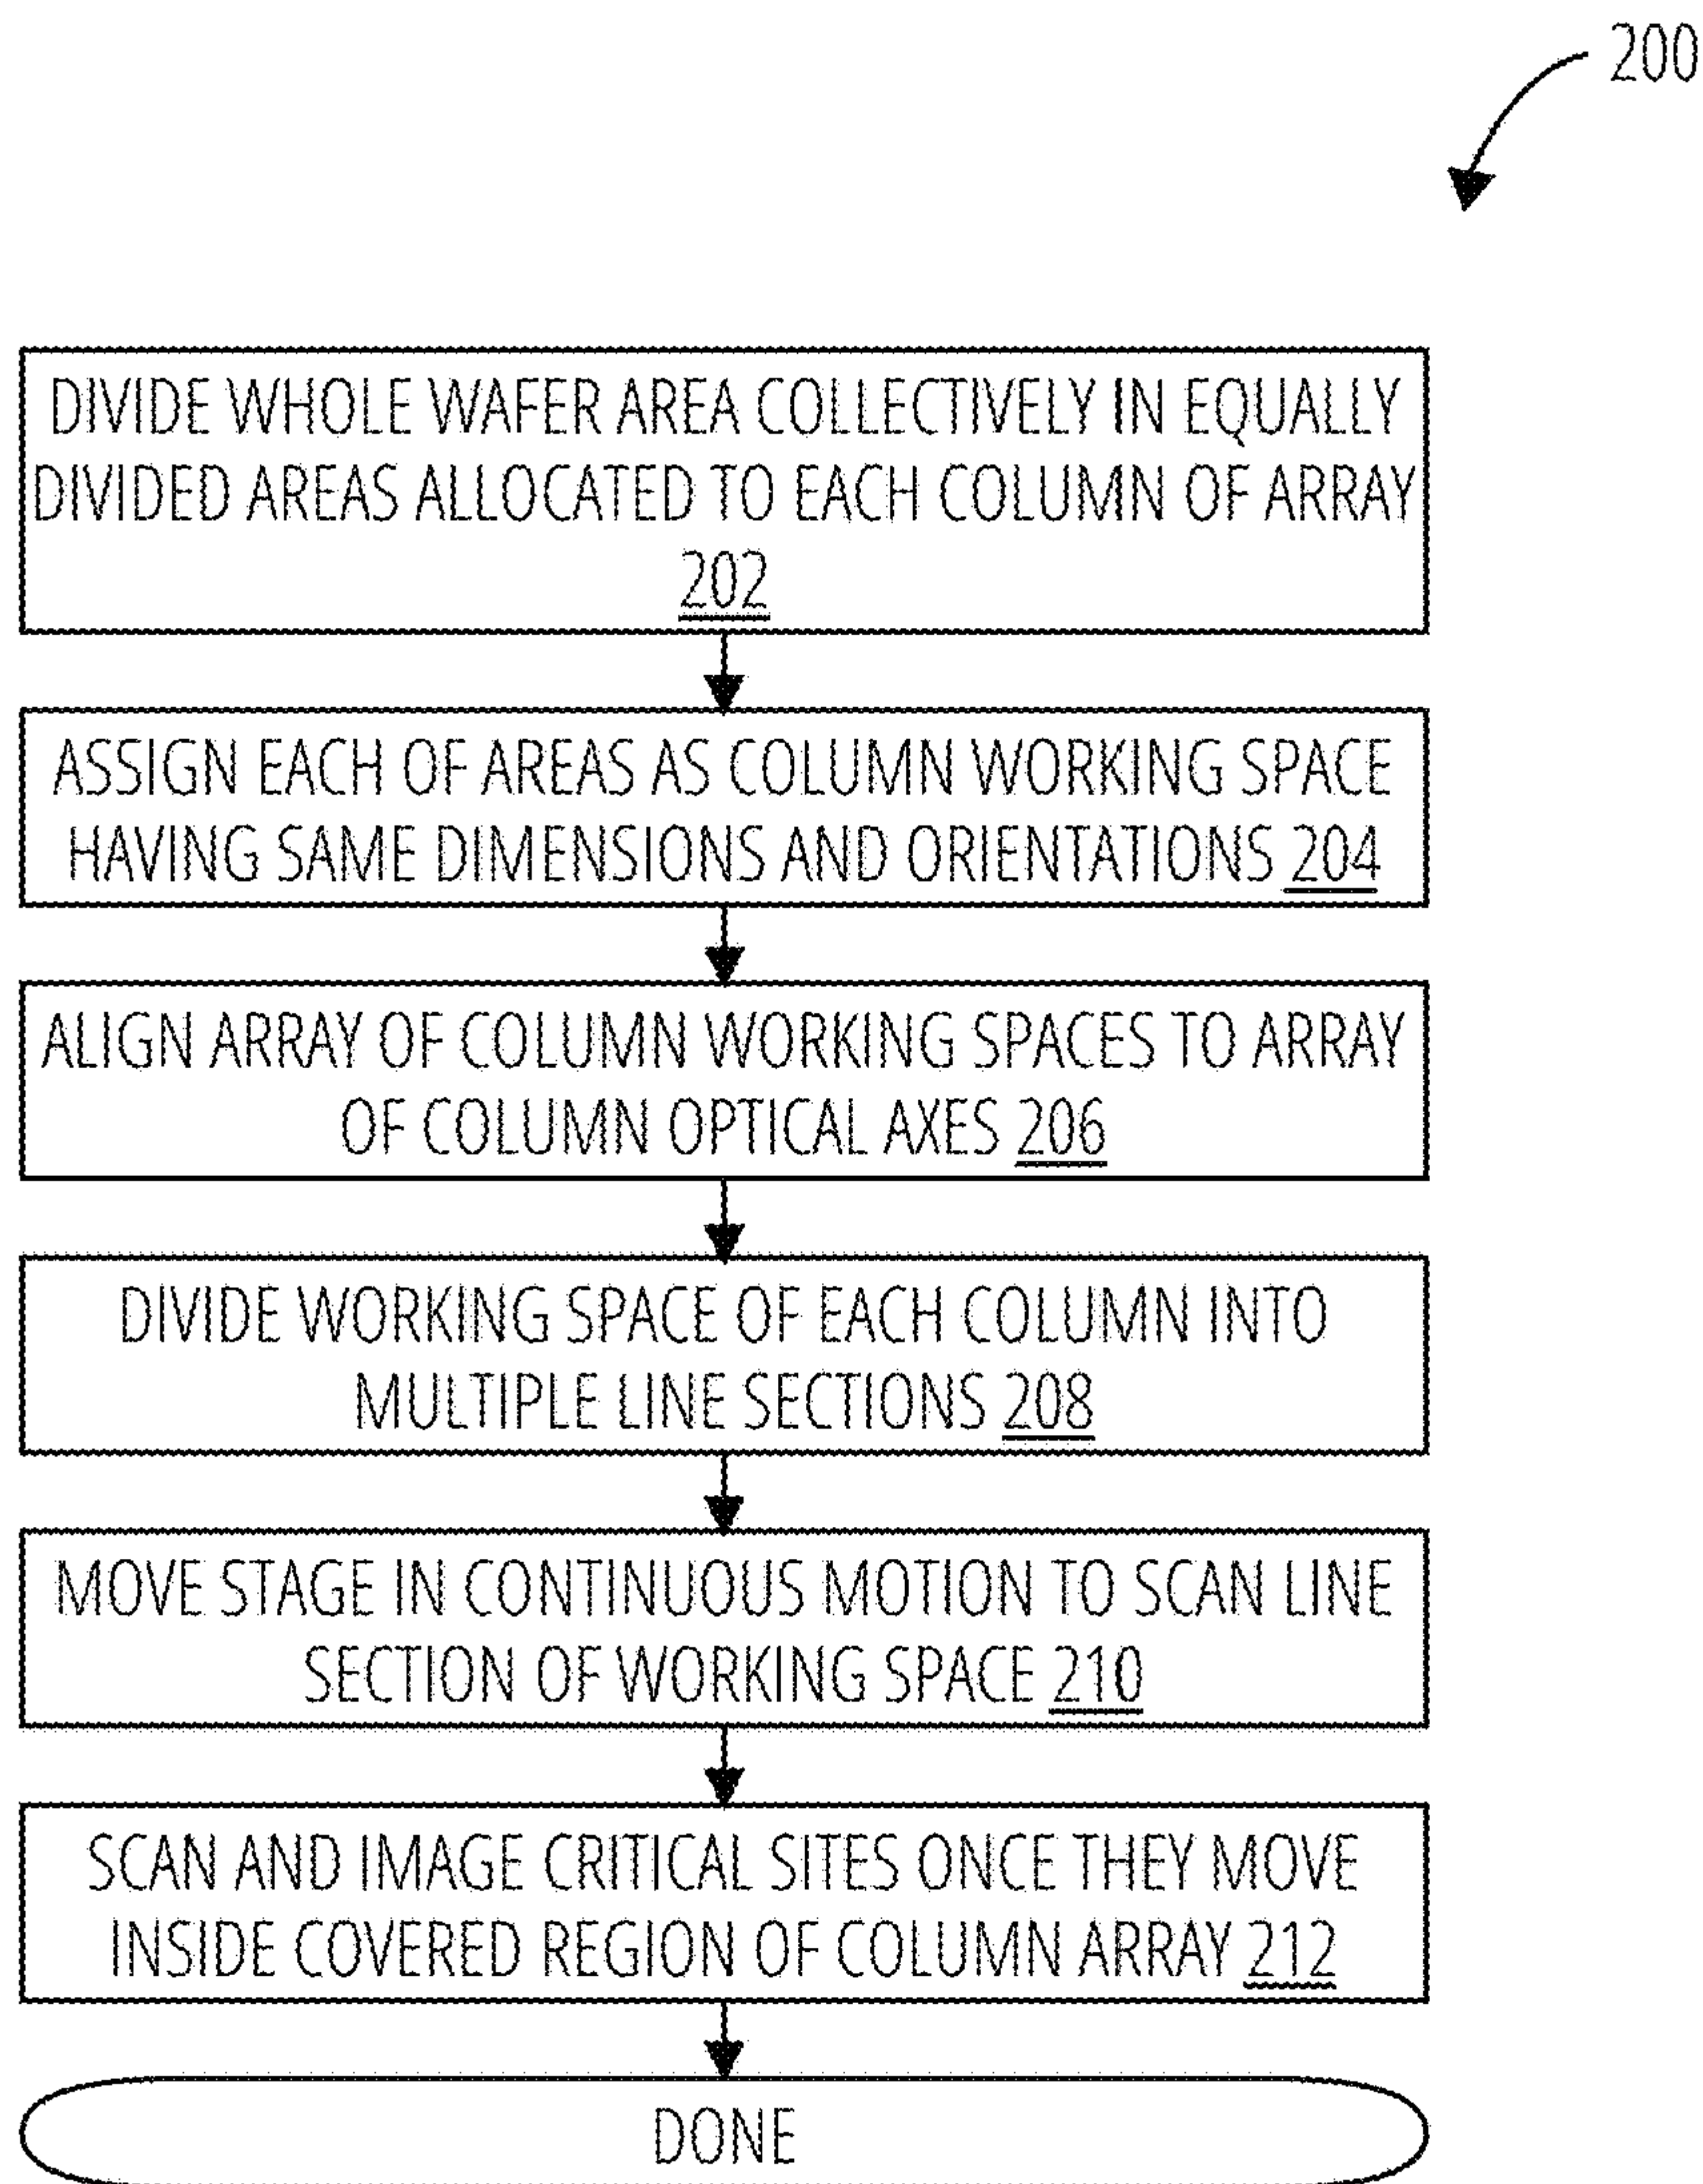 200
DIVIDE WHOLE WAFER AREA COLLECTIVELY IN EQUALLY
DIVIDED AREAS ALLOCATED TO EACH COLUMN OF ARRAY
202
ASSIGN EACH OF AREAS AS COLUMN WORKING SPACE
HAVING SAME DIMENSIONS AND ORIENTATIONS 204
ALIGN ARRAY OF COLUMN WORKING SPACES TO ARRAY
OF COLUMN OPTICAL AXES 206
DIVIDE WORKING SPACE OF EACH COLUMN INTO
MULTIPLE LINE SECTIONS 208
MOVE STAGE IN CONTINUOUS MOTION TO SCAN LINE
SECTION OF WORKING SPACE 210
SCAN AND IMAGE CRITICAL SITES ONCE THEY MOVE
INSIDE COVERED REGION OF COLUMN ARRAY 212
DONE